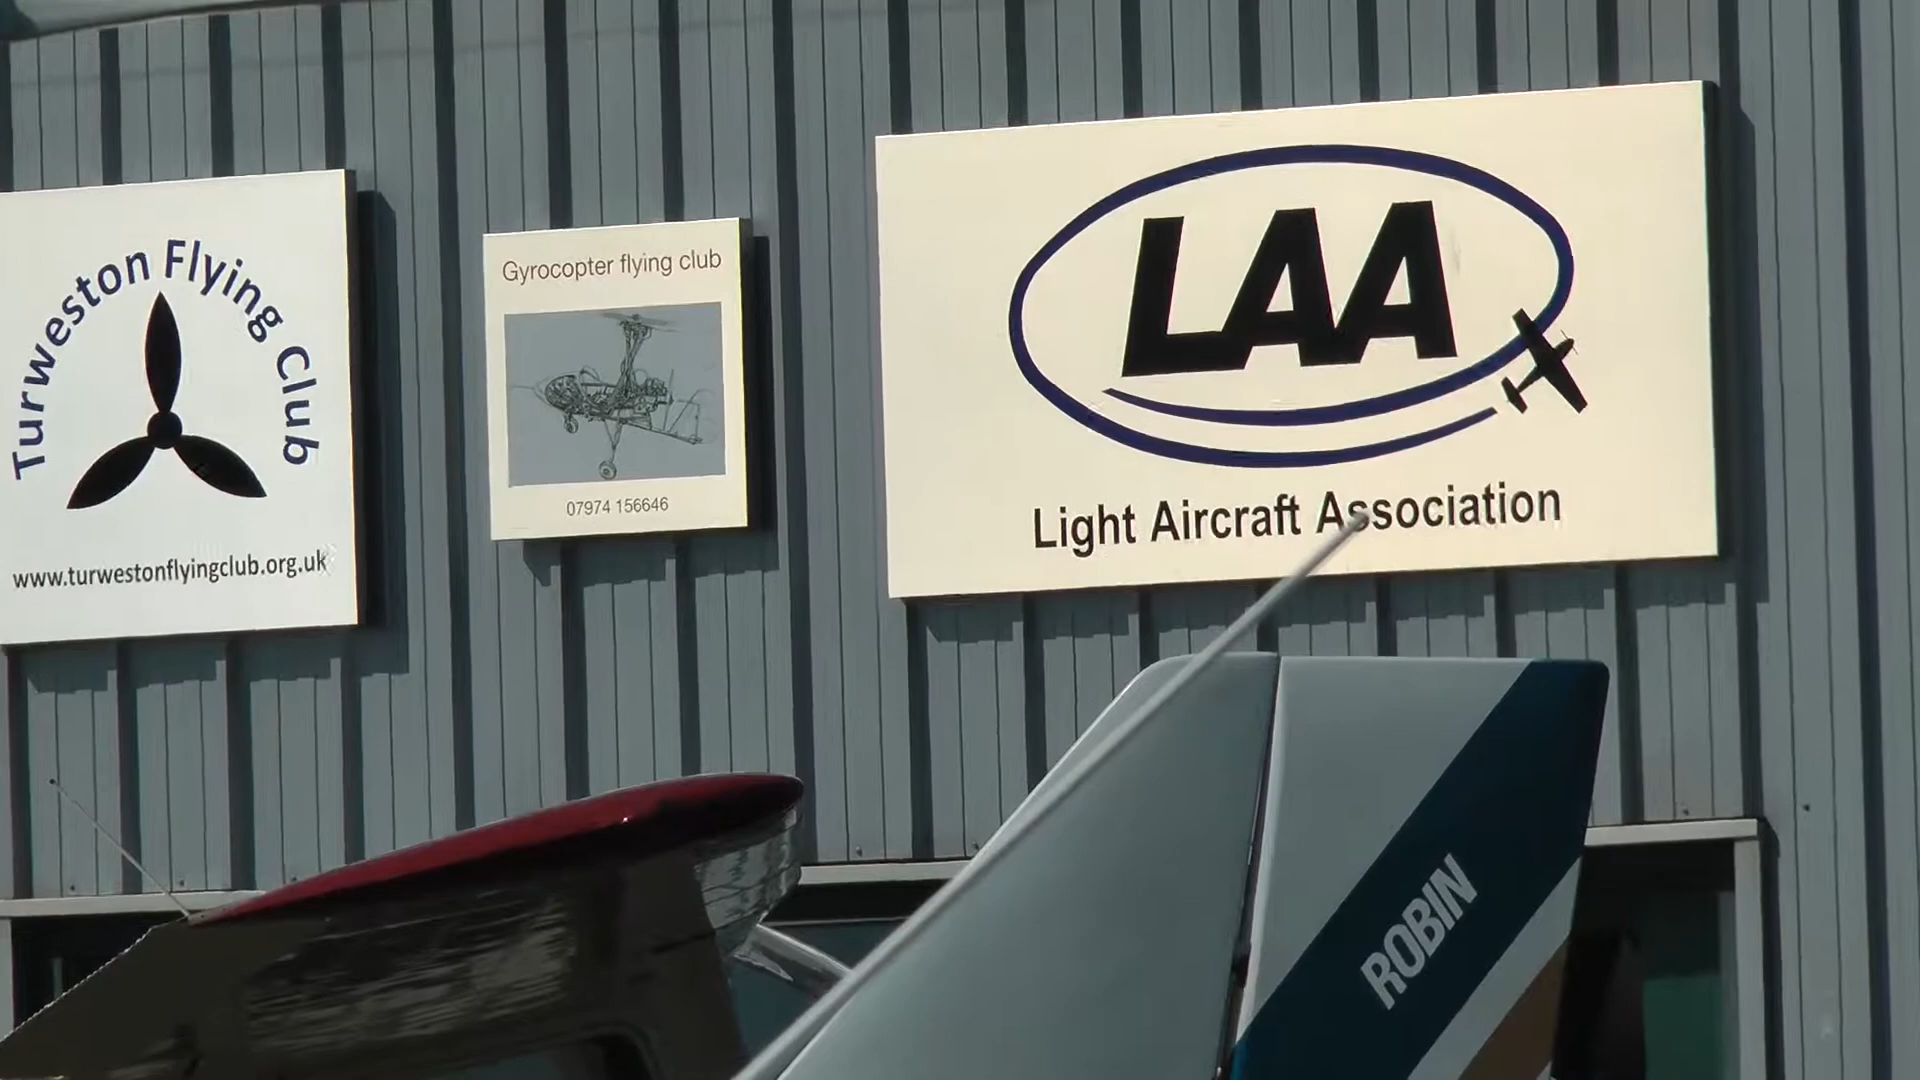 Turweston Flying Club
www.turwestonflyingclub.org.uk
Gyrocopter flying club
07974 156646
LAA
Light Aircraft Association
ROBIN